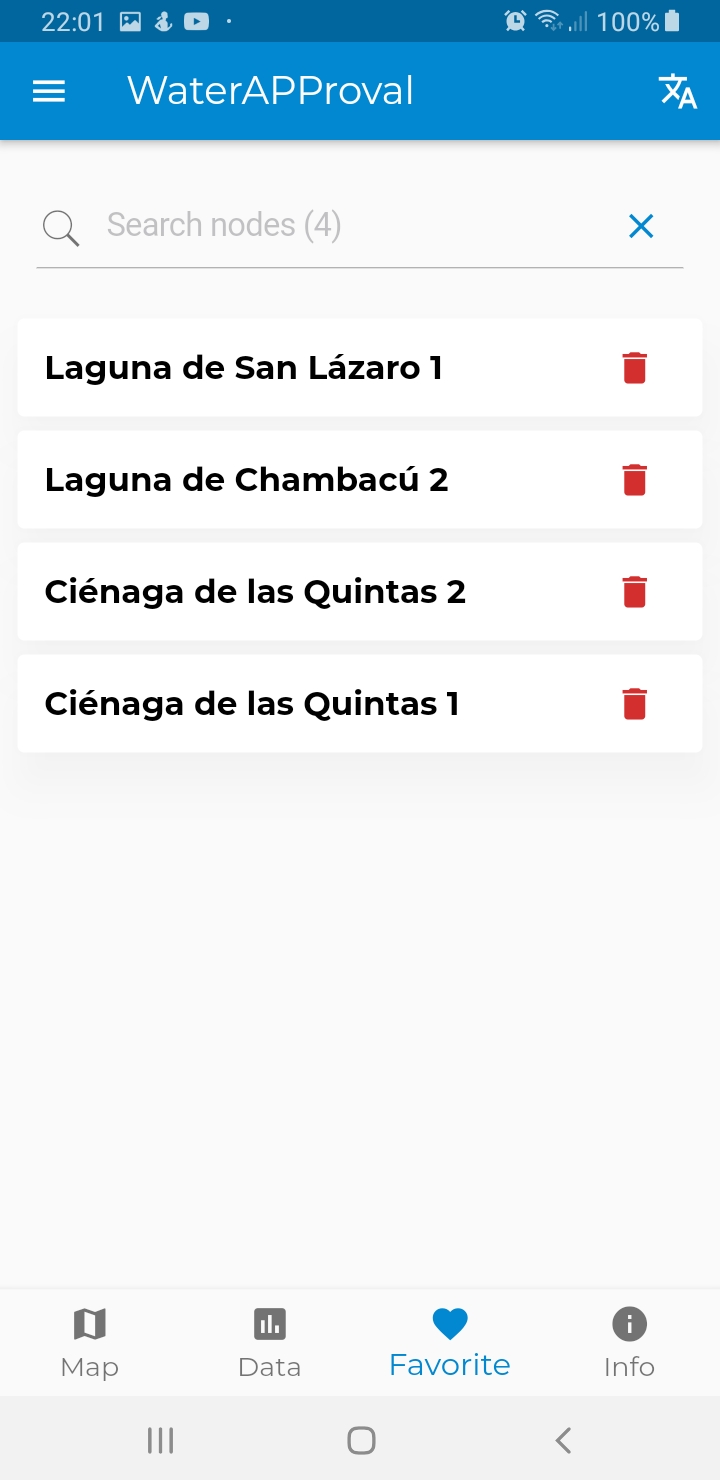 22:01 100%
WaterAPProval
Search nodes (4)
Laguna de San Lázaro 1
Laguna de Chambacú 2
Ciénaga de las Quintas 2
Ciénaga de las Quintas 1
Map Data Favorite Info